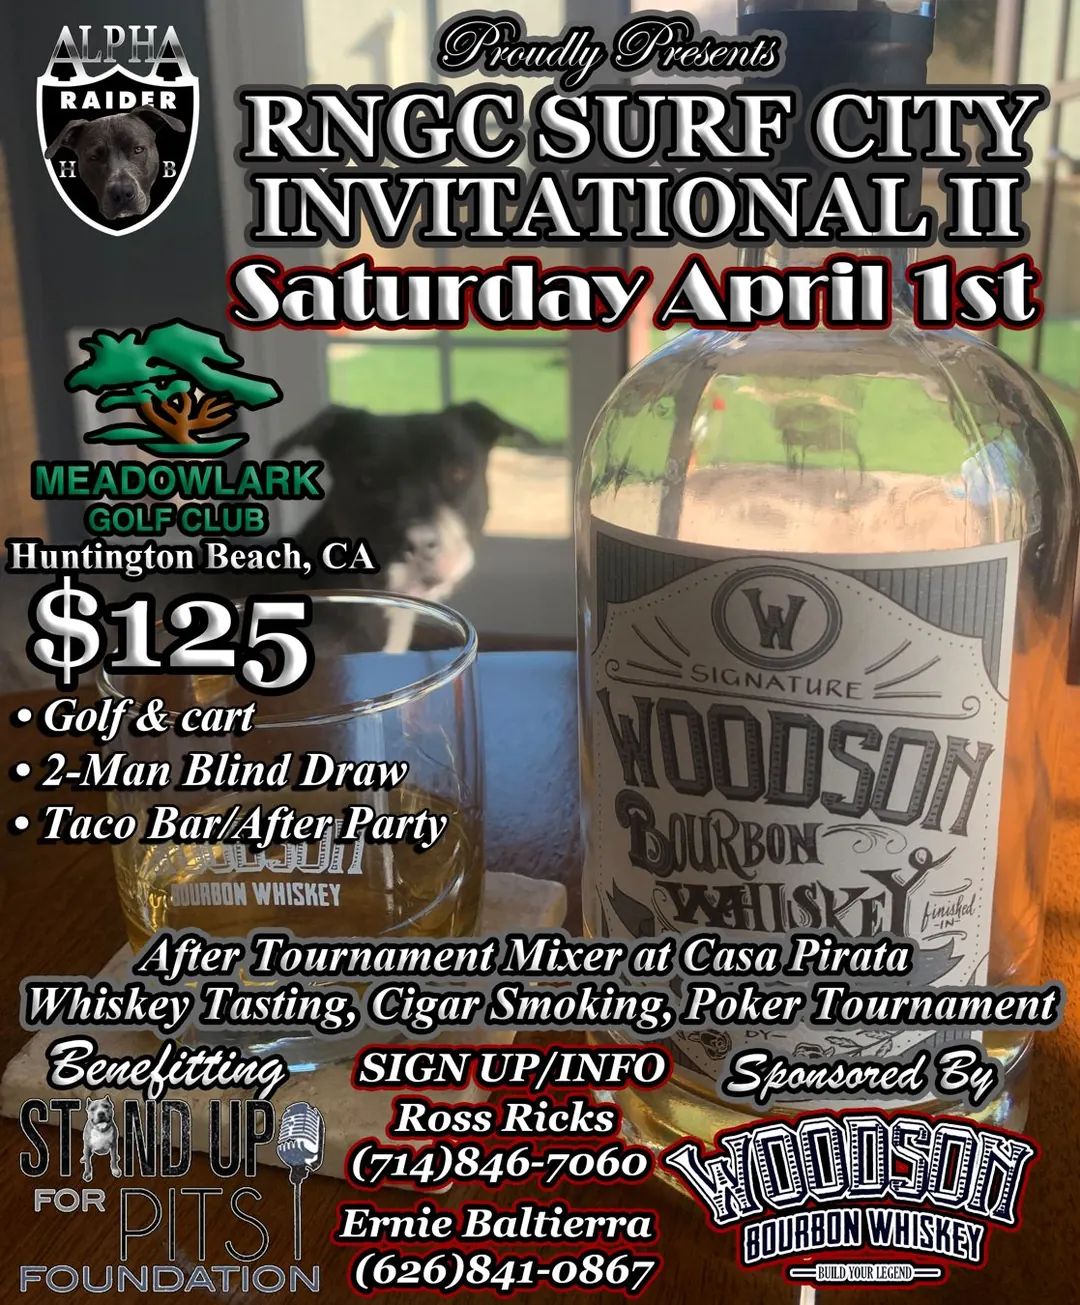 ALPHA
RAIDER
H B
Proudly Presents
RNGC SURF CITY
INVITATIONAL II
Saturday April 1st
MEADOWLARK
GOLF CLUB
Huntington Beach, CA
$125
• Golf & cart
• 2-Man Blind Draw
• Taco Bar/After Party
WOODSON
BOURBON WHISKEY
W
SIGNATURE
WOODSON
BOURBON
WHISKEY
finished
-IN-
After Tournament Mixer at Casa Pirata
Whiskey Tasting, Cigar Smoking, Poker Tournament
BY
Benefitting
STAND UP
FOR PITS
FOUNDATION
SIGN UP/INFO
Ross Ricks
(714)846-7060
Ernie Baltierra
(626)841-0867
Sponsored By
WOODSON
BOURBON WHISKEY
BUILD YOUR LEGEND